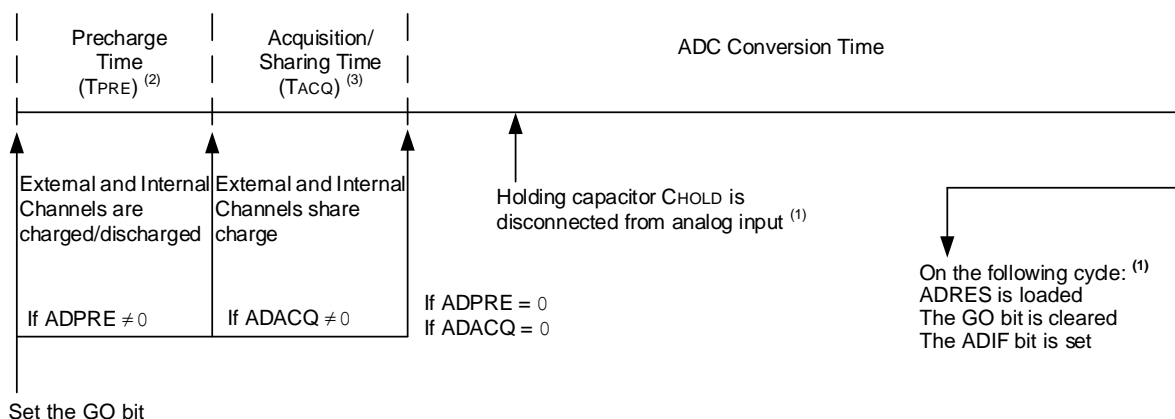 Precharge
Time
(TPRE) (2)
Acquisition/
Sharing Time
(TACQ) (3)
ADC Conversion Time
External and Internal
Channels are
charged/discharged
External and Internal
Channels share
charge
Holding capacitor CHOLD is
disconnected from analog input (1)
If ADPRE ≠ 0
If ADACQ ≠ 0
If ADPRE = 0
If ADACQ = 0
On the following cycle: (1)
ADRES is loaded
The GO bit is cleared
The ADIF bit is set
Set the GO bit